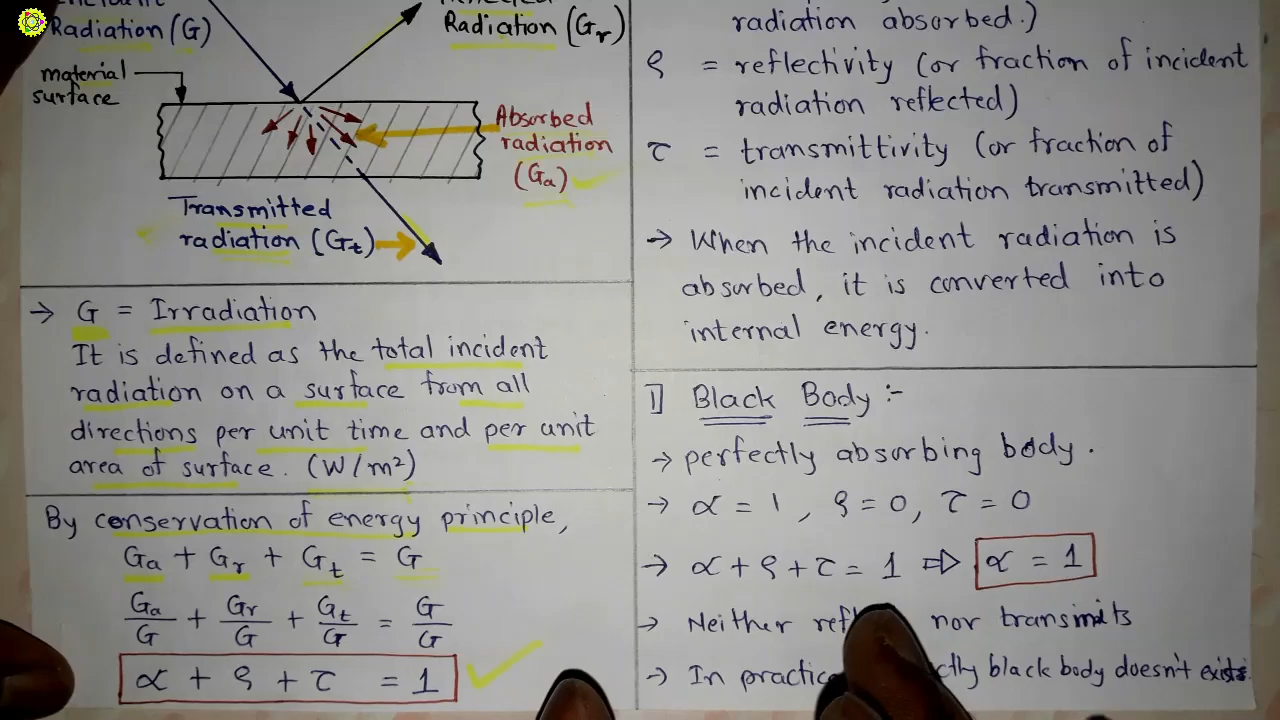 Radiation (G)
Radiation (Gr)
material
surface
Absorbed
radiation
(Ga)
Transmitted
radiation (Gt)
→ G = Irradiation
It is defined as the total incident
radiation on a surface from all
directions per unit time and per unit
area of surface. (W/m²)
By conservation of energy principle,
Ga + Gr + Gt = G
Ga/G + Gr/G + Gt/G = G/G
α + ρ + τ = 1
radiation absorbed.)
ρ = reflectivity (or fraction of incident
radiation reflected)
τ = transmittivity (or fraction of
incident radiation transmitted)
→ When the incident radiation is
absorbed, it is converted into
internal energy.
1] Black Body :-
→ perfectly absorbing body.
→ α = 1, ρ = 0, τ = 0
→ α + ρ + τ = 1 ⇒ α = 1
→ Neither nor transmits
→ In black body doesn't exists.